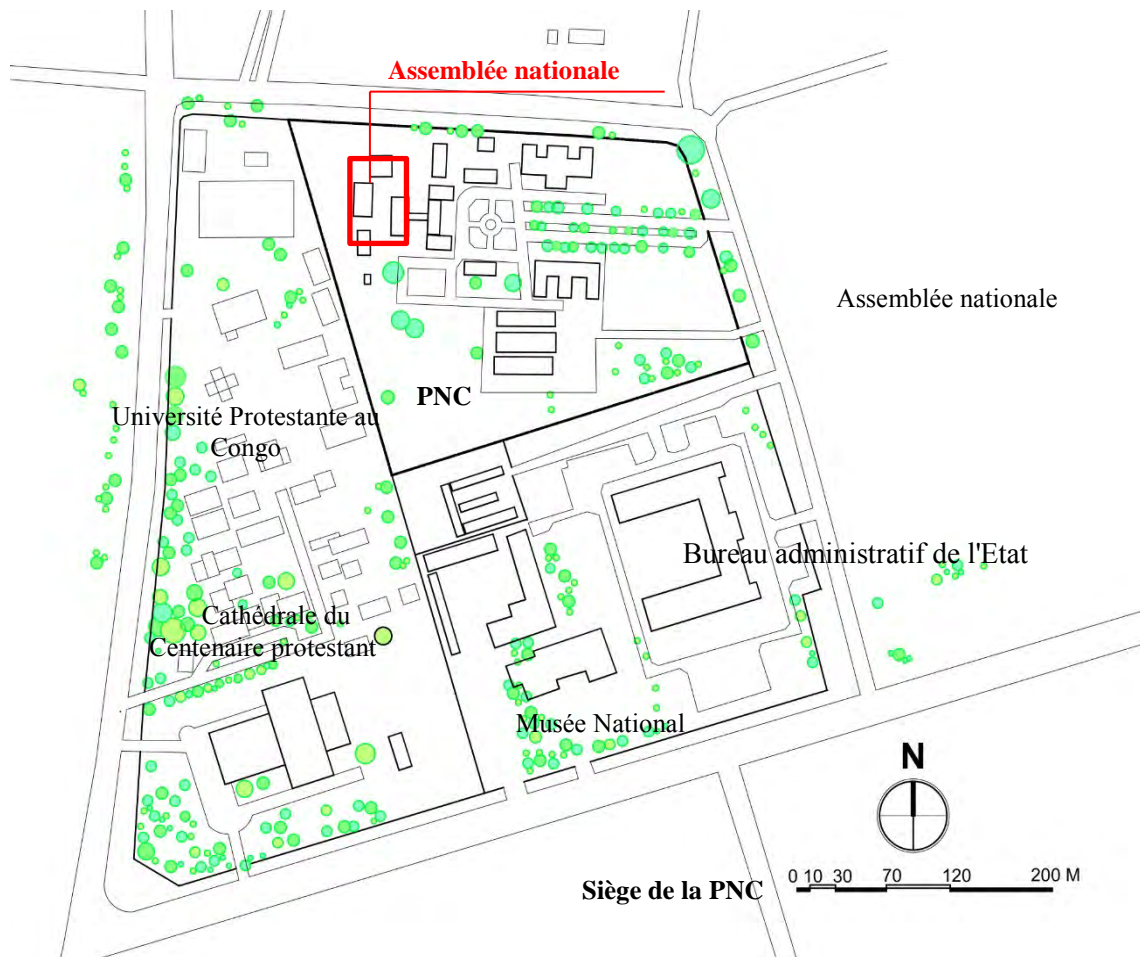 Assemblée nationale
Assemblée nationale
PNC
Université Protestante au
Congo
Bureau administratif de l'Etat
Cathédrale du
Centenaire protestant
Musée National
N
Siège de la PNC
0 10 30 70 120 200 M